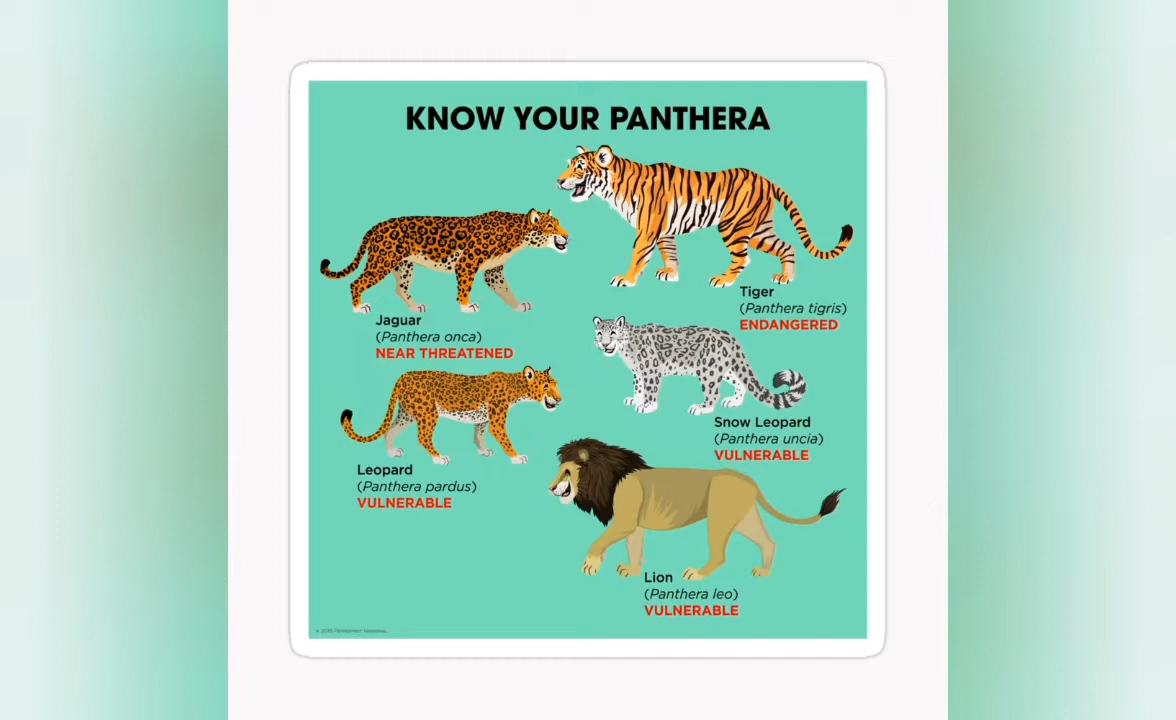 KNOW YOUR PANTHERA
Tiger
(Panthera tigris)
ENDANGERED
Jaguar
(Panthera onca)
NEAR THREATENED
Snow Leopard
(Panthera uncia)
VULNERABLE
Leopard
(Panthera pardus)
VULNERABLE
Lion
(Panthera leo)
VULNERABLE